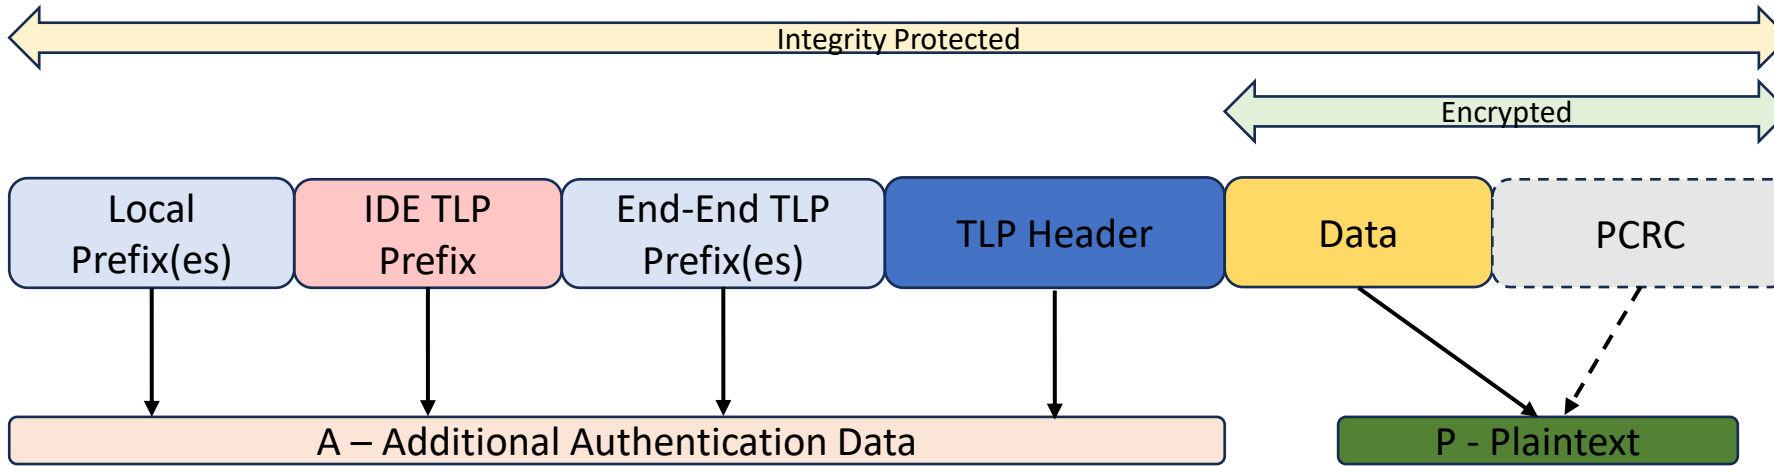 Integrity Protected
Encrypted
Local
Prefix(es)
IDE TLP
Prefix
End-End TLP
Prefix(es)
TLP Header
Data
PCRC
A – Additional Authentication Data
P - Plaintext